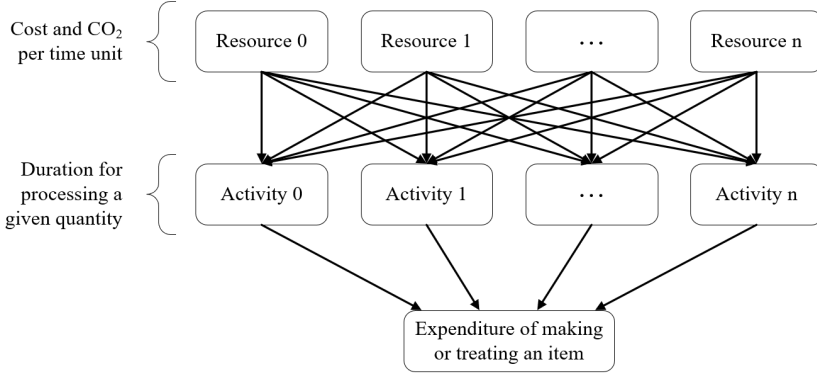 Cost and CO₂
per time unit
Resource 0
Resource 1
...
Resource n
Duration for
processing a
given quantity
Activity 0
Activity 1
...
Activity n
Expenditure of making
or treating an item